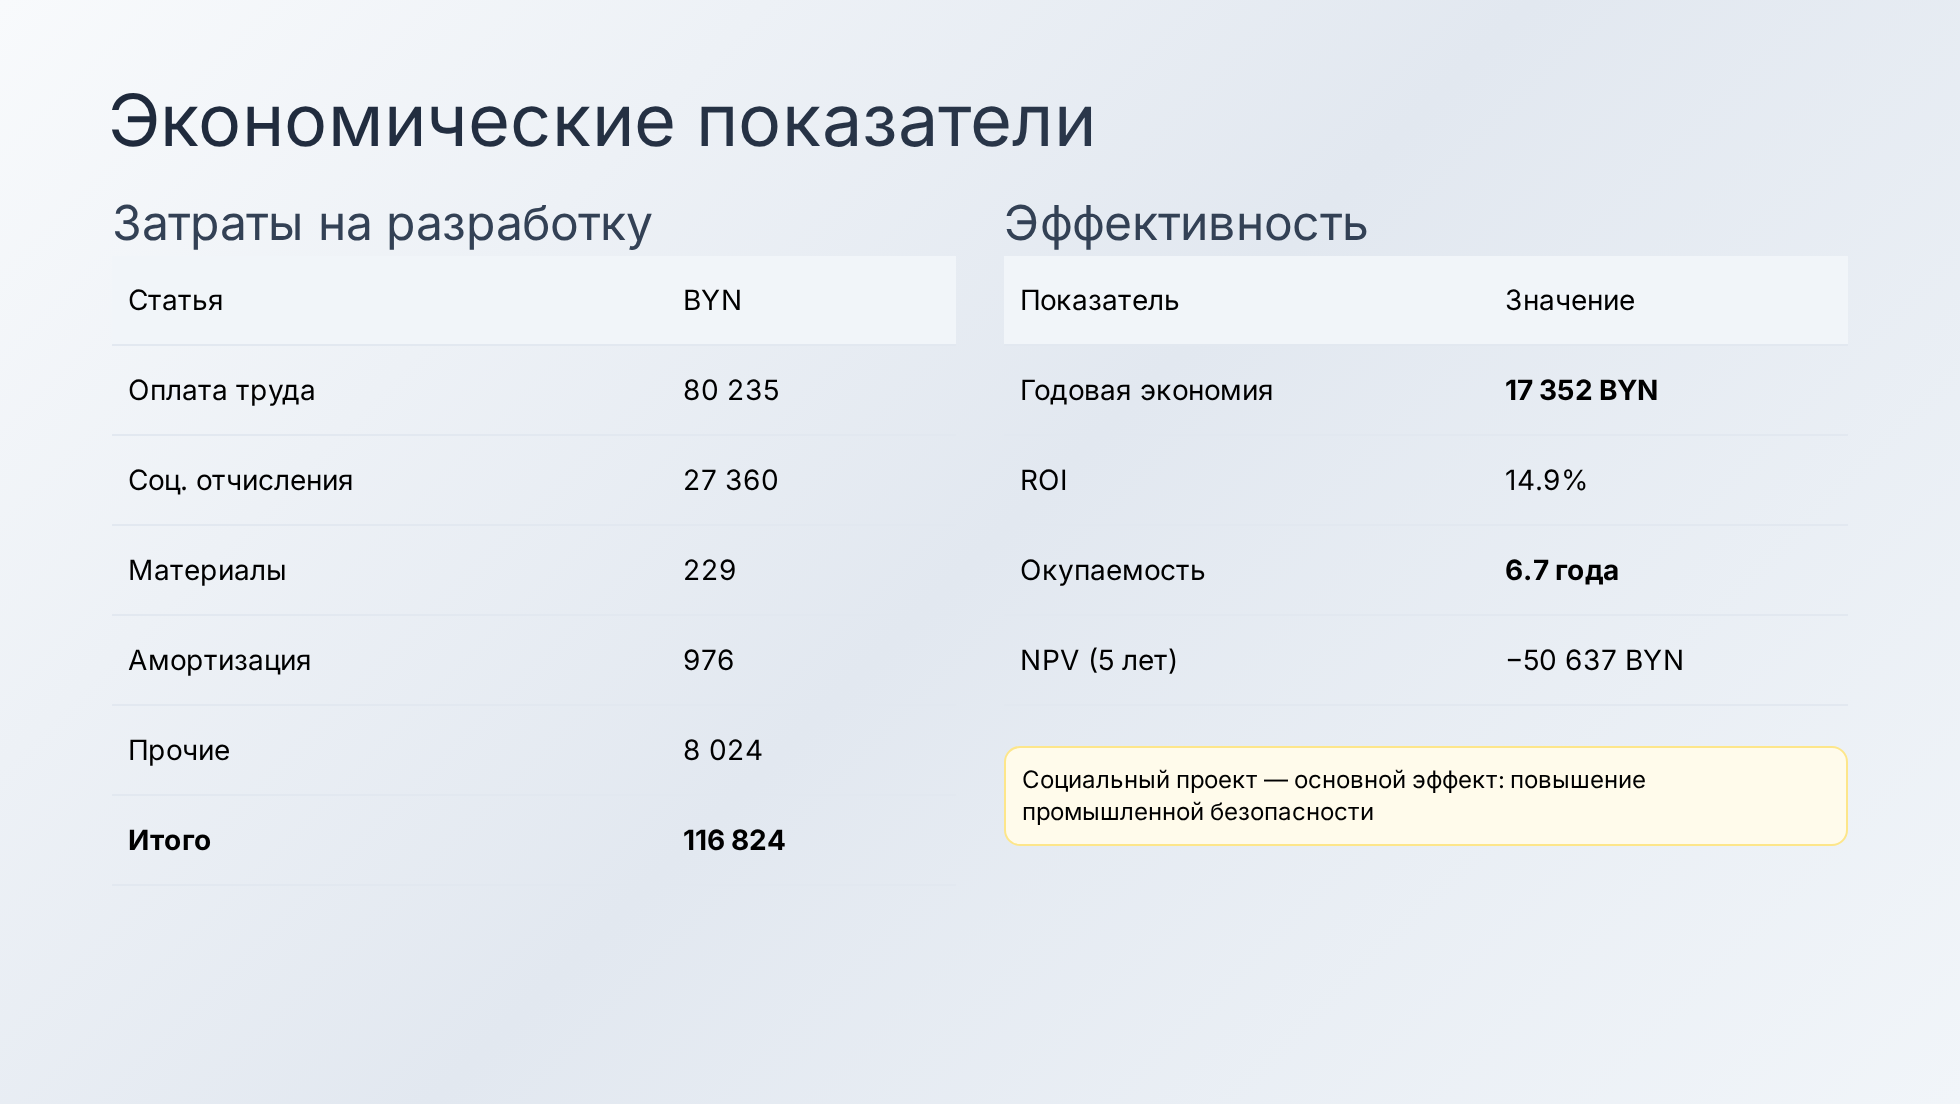 Экономические показатели
Затраты на разработку
Статья BYN
Оплата труда 80 235
Соц. отчисления 27 360
Материалы 229
Амортизация 976
Прочие 8 024
Итого 116 824
Эффективность
Показатель Значение
Годовая экономия 17 352 BYN
ROI 14.9%
Окупаемость 6.7 года
NPV (5 лет) −50 637 BYN
Социальный проект — основной эффект: повышение
промышленной безопасности